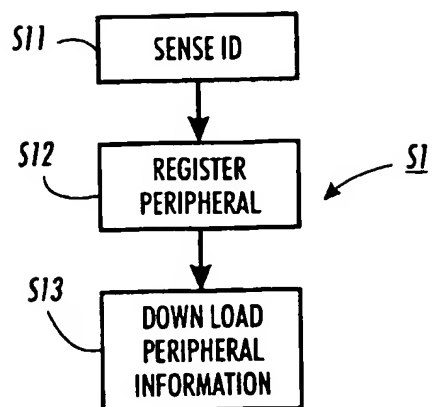 S11
SENSE ID
S12
REGISTER
PERIPHERAL
S1
S13
DOWN LOAD
PERIPHERAL
INFORMATION